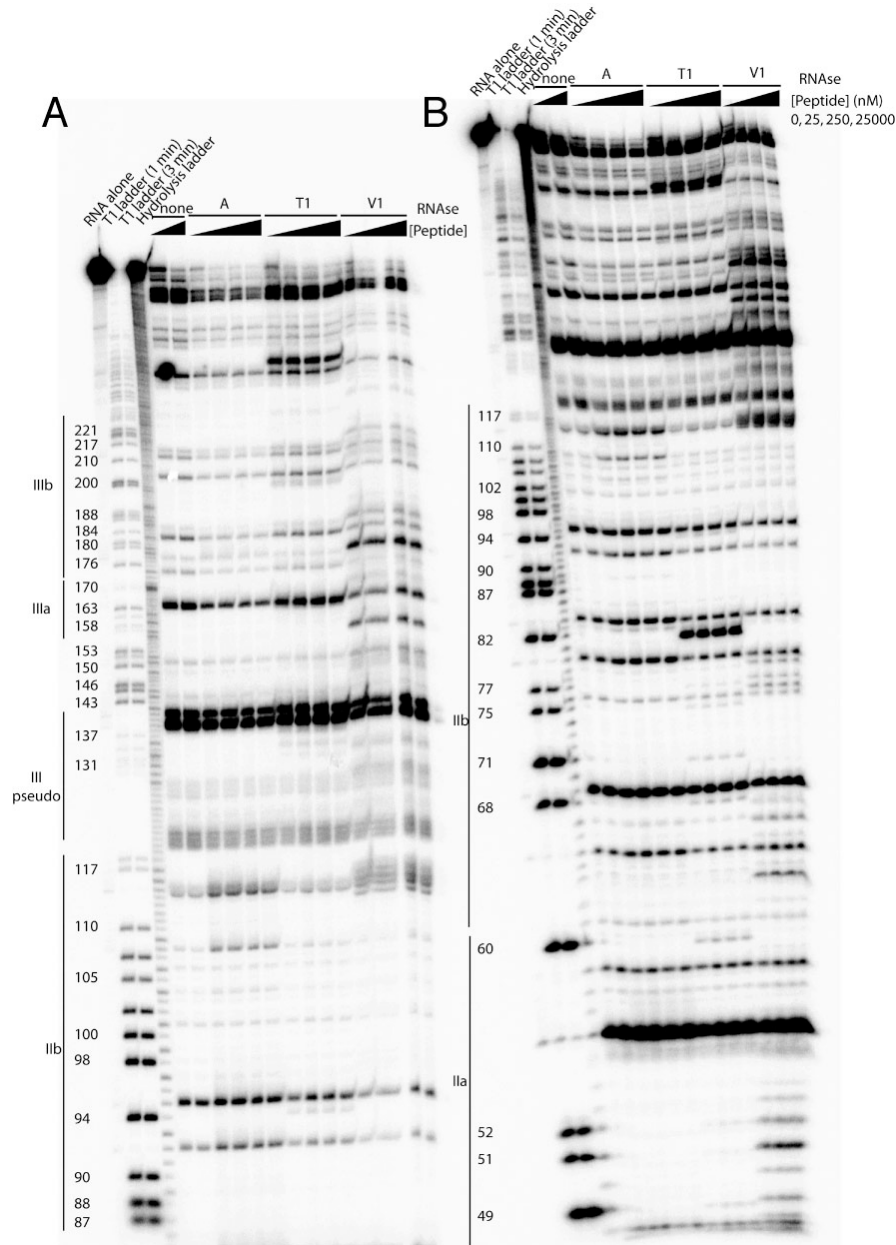 A
RNA alone
T1 ladder (1 min)
T1 ladder (3 min)
Hydrolysis ladder
none
A
T1
V1
RNAse
[Peptide]
221
217
210
IIIb
200
188
184
180
176
170
IIIa
163
158
153
150
146
143
137
131
III
pseudo
117
110
105
IIb
100
98
94
90
88
87
B
RNA alone
T1 ladder (1 min)
T1 ladder (3 min)
Hydrolysis ladder
none
A
T1
V1
RNAse
[Peptide] (nM)
0, 25, 250, 25000
117
110
102
98
94
90
87
82
77
75
IIb
71
68
60
IIa
52
51
49